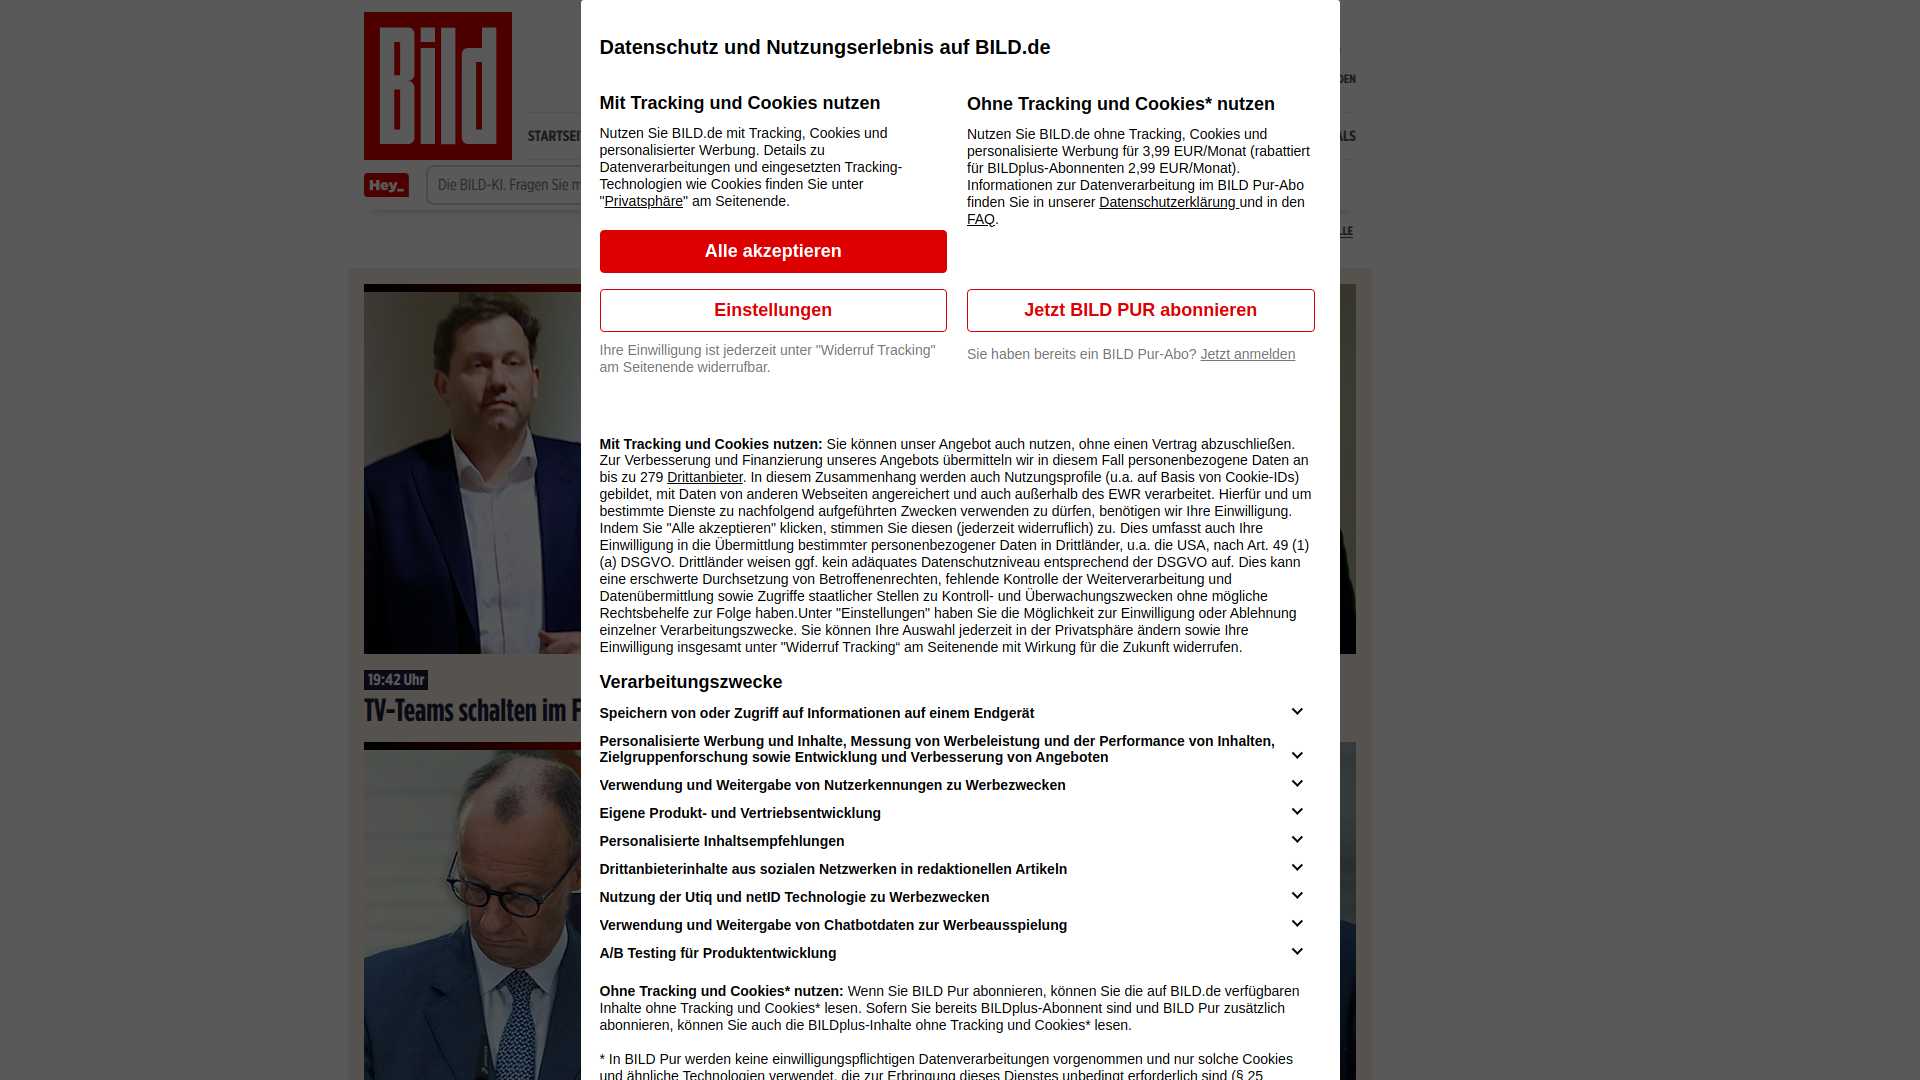 Bild
DEN
STARTSEI
ALS
Hey_
Die BILD-KI. Fragen Sie m
LLE
19:42 Uhr
TV-Teams schalten im F
Datenschutz und Nutzungserlebnis auf BILD.de
Mit Tracking und Cookies nutzen
Nutzen Sie BILD.de mit Tracking, Cookies und
personalisierter Werbung. Details zu
Datenverarbeitungen und eingesetzten Tracking-
Technologien wie Cookies finden Sie unter
"Privatsphäre" am Seitenende.
Alle akzeptieren
Einstellungen
Ihre Einwilligung ist jederzeit unter "Widerruf Tracking"
am Seitenende widerrufbar.
Ohne Tracking und Cookies* nutzen
Nutzen Sie BILD.de ohne Tracking, Cookies und
personalisierte Werbung für 3,99 EUR/Monat (rabattiert
für BILDplus-Abonnenten 2,99 EUR/Monat).
Informationen zur Datenverarbeitung im BILD Pur-Abo
finden Sie in unserer Datenschutzerklärung und in den
FAQ.
Jetzt BILD PUR abonnieren
Sie haben bereits ein BILD Pur-Abo? Jetzt anmelden
Mit Tracking und Cookies nutzen: Sie können unser Angebot auch nutzen, ohne einen Vertrag abzuschließen.
Zur Verbesserung und Finanzierung unseres Angebots übermitteln wir in diesem Fall personenbezogene Daten an
bis zu 279 Drittanbieter. In diesem Zusammenhang werden auch Nutzungsprofile (u.a. auf Basis von Cookie-IDs)
gebildet, mit Daten von anderen Webseiten angereichert und auch außerhalb des EWR verarbeitet. Hierfür und um
bestimmte Dienste zu nachfolgend aufgeführten Zwecken verwenden zu dürfen, benötigen wir Ihre Einwilligung.
Indem Sie "Alle akzeptieren" klicken, stimmen Sie diesen (jederzeit widerruflich) zu. Dies umfasst auch Ihre
Einwilligung in die Übermittlung bestimmter personenbezogener Daten in Drittländer, u.a. die USA, nach Art. 49 (1)
(a) DSGVO. Drittländer weisen ggf. kein adäquates Datenschutzniveau entsprechend der DSGVO auf. Dies kann
eine erschwerte Durchsetzung von Betroffenenrechten, fehlende Kontrolle der Weiterverarbeitung und
Datenübermittlung sowie Zugriffe staatlicher Stellen zu Kontroll- und Überwachungszwecken ohne mögliche
Rechtsbehelfe zur Folge haben.Unter "Einstellungen" haben Sie die Möglichkeit zur Einwilligung oder Ablehnung
einzelner Verarbeitungszwecke. Sie können Ihre Auswahl jederzeit in der Privatsphäre ändern sowie Ihre
Einwilligung insgesamt unter "Widerruf Tracking“ am Seitenende mit Wirkung für die Zukunft widerrufen.
Verarbeitungszwecke
Speichern von oder Zugriff auf Informationen auf einem Endgerät
Personalisierte Werbung und Inhalte, Messung von Werbeleistung und der Performance von Inhalten,
Zielgruppenforschung sowie Entwicklung und Verbesserung von Angeboten
Verwendung und Weitergabe von Nutzerkennungen zu Werbezwecken
Eigene Produkt- und Vertriebsentwicklung
Personalisierte Inhaltsempfehlungen
Drittanbieterinhalte aus sozialen Netzwerken in redaktionellen Artikeln
Nutzung der Utiq und netID Technologie zu Werbezwecken
Verwendung und Weitergabe von Chatbotdaten zur Werbeausspielung
A/B Testing für Produktentwicklung
Ohne Tracking und Cookies* nutzen: Wenn Sie BILD Pur abonnieren, können Sie die auf BILD.de verfügbaren
Inhalte ohne Tracking und Cookies* lesen. Sofern Sie bereits BILDplus-Abonnent sind und BILD Pur zusätzlich
abonnieren, können Sie auch die BILDplus-Inhalte ohne Tracking und Cookies* lesen.
* In BILD Pur werden keine einwilligungspflichtigen Datenverarbeitungen vorgenommen und nur solche Cookies
und ähnliche Technologien verwendet, die zur Erbringung dieses Dienstes unbedingt erforderlich sind (§ 25